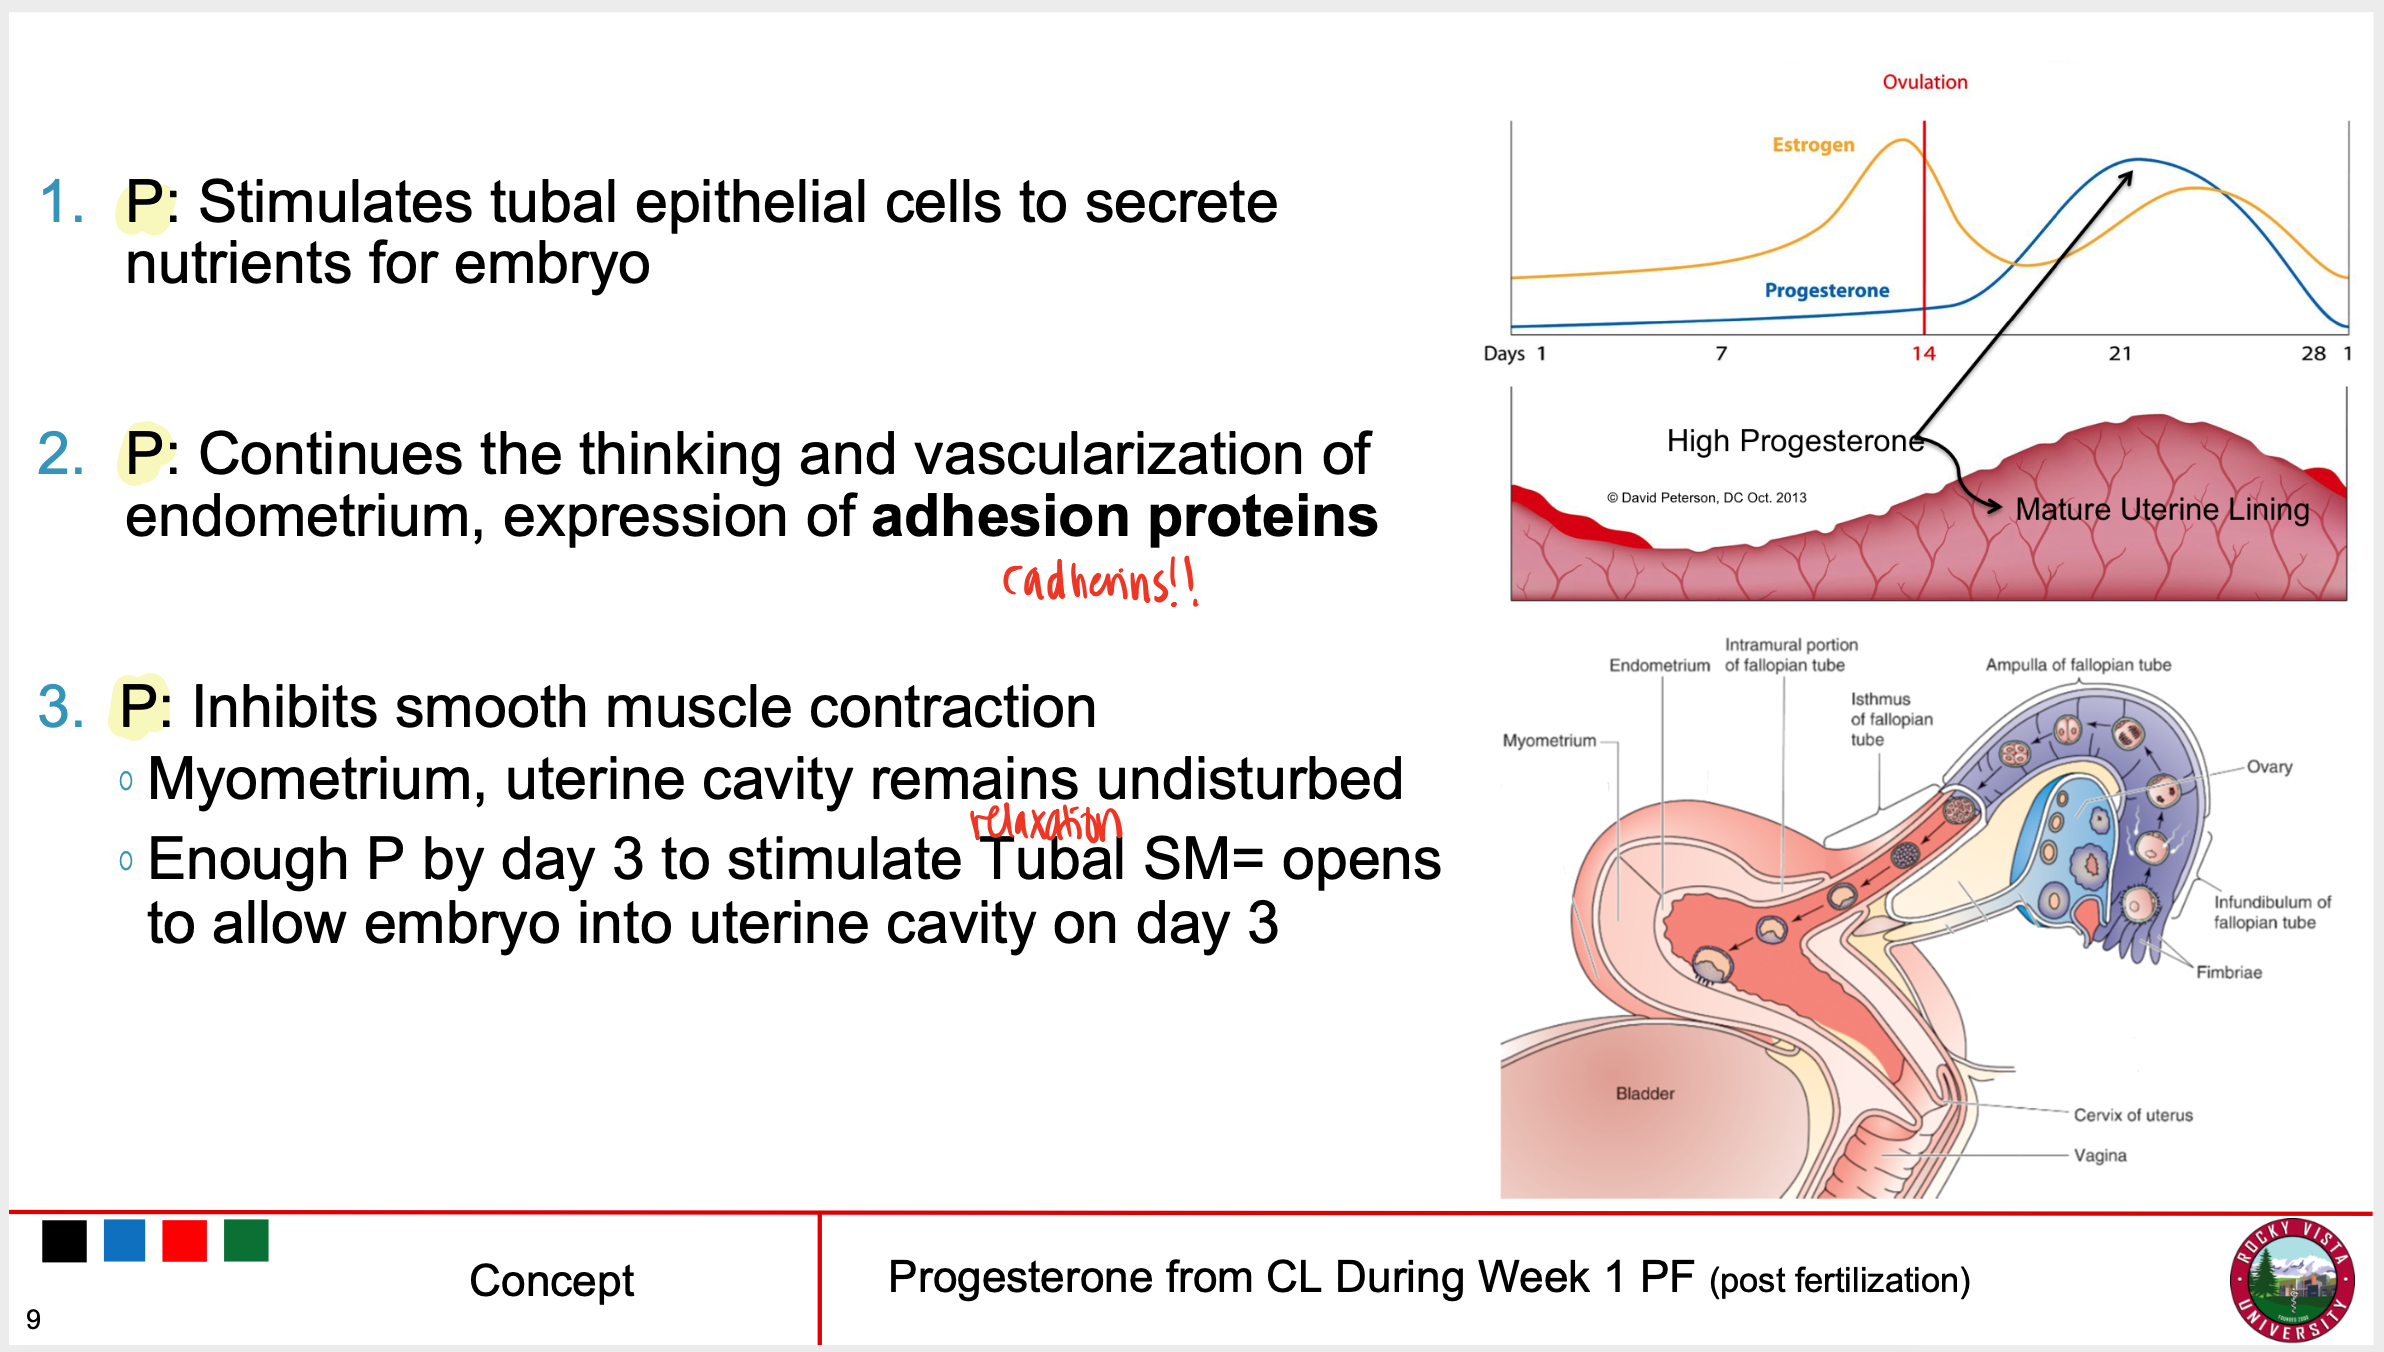 1. P: Stimulates tubal epithelial cells to secrete
nutrients for embryo
2. P: Continues the thinking and vascularization of
endometrium, expression of adhesion proteins
cadherins!!
3. P: Inhibits smooth muscle contraction
Myometrium, uterine cavity remains undisturbed
relaxation
Enough P by day 3 to stimulate Tubal SM= opens
to allow embryo into uterine cavity on day 3
Ovulation
Estrogen
Progesterone
Days 1 7 14 21 28 1
High Progesterone
© David Peterson, DC Oct. 2013
Mature Uterine Lining
Intramural portion
of fallopian tube
Endometrium
Ampulla of fallopian tube
Isthmus
of fallopian
tube
Myometrium
Ovary
Infundibulum of
fallopian tube
Fimbriae
Bladder
Cervix of uterus
Vagina
Concept
Progesterone from CL During Week 1 PF (post fertilization)
9
ROCKY VISTA
UNIVERSITY